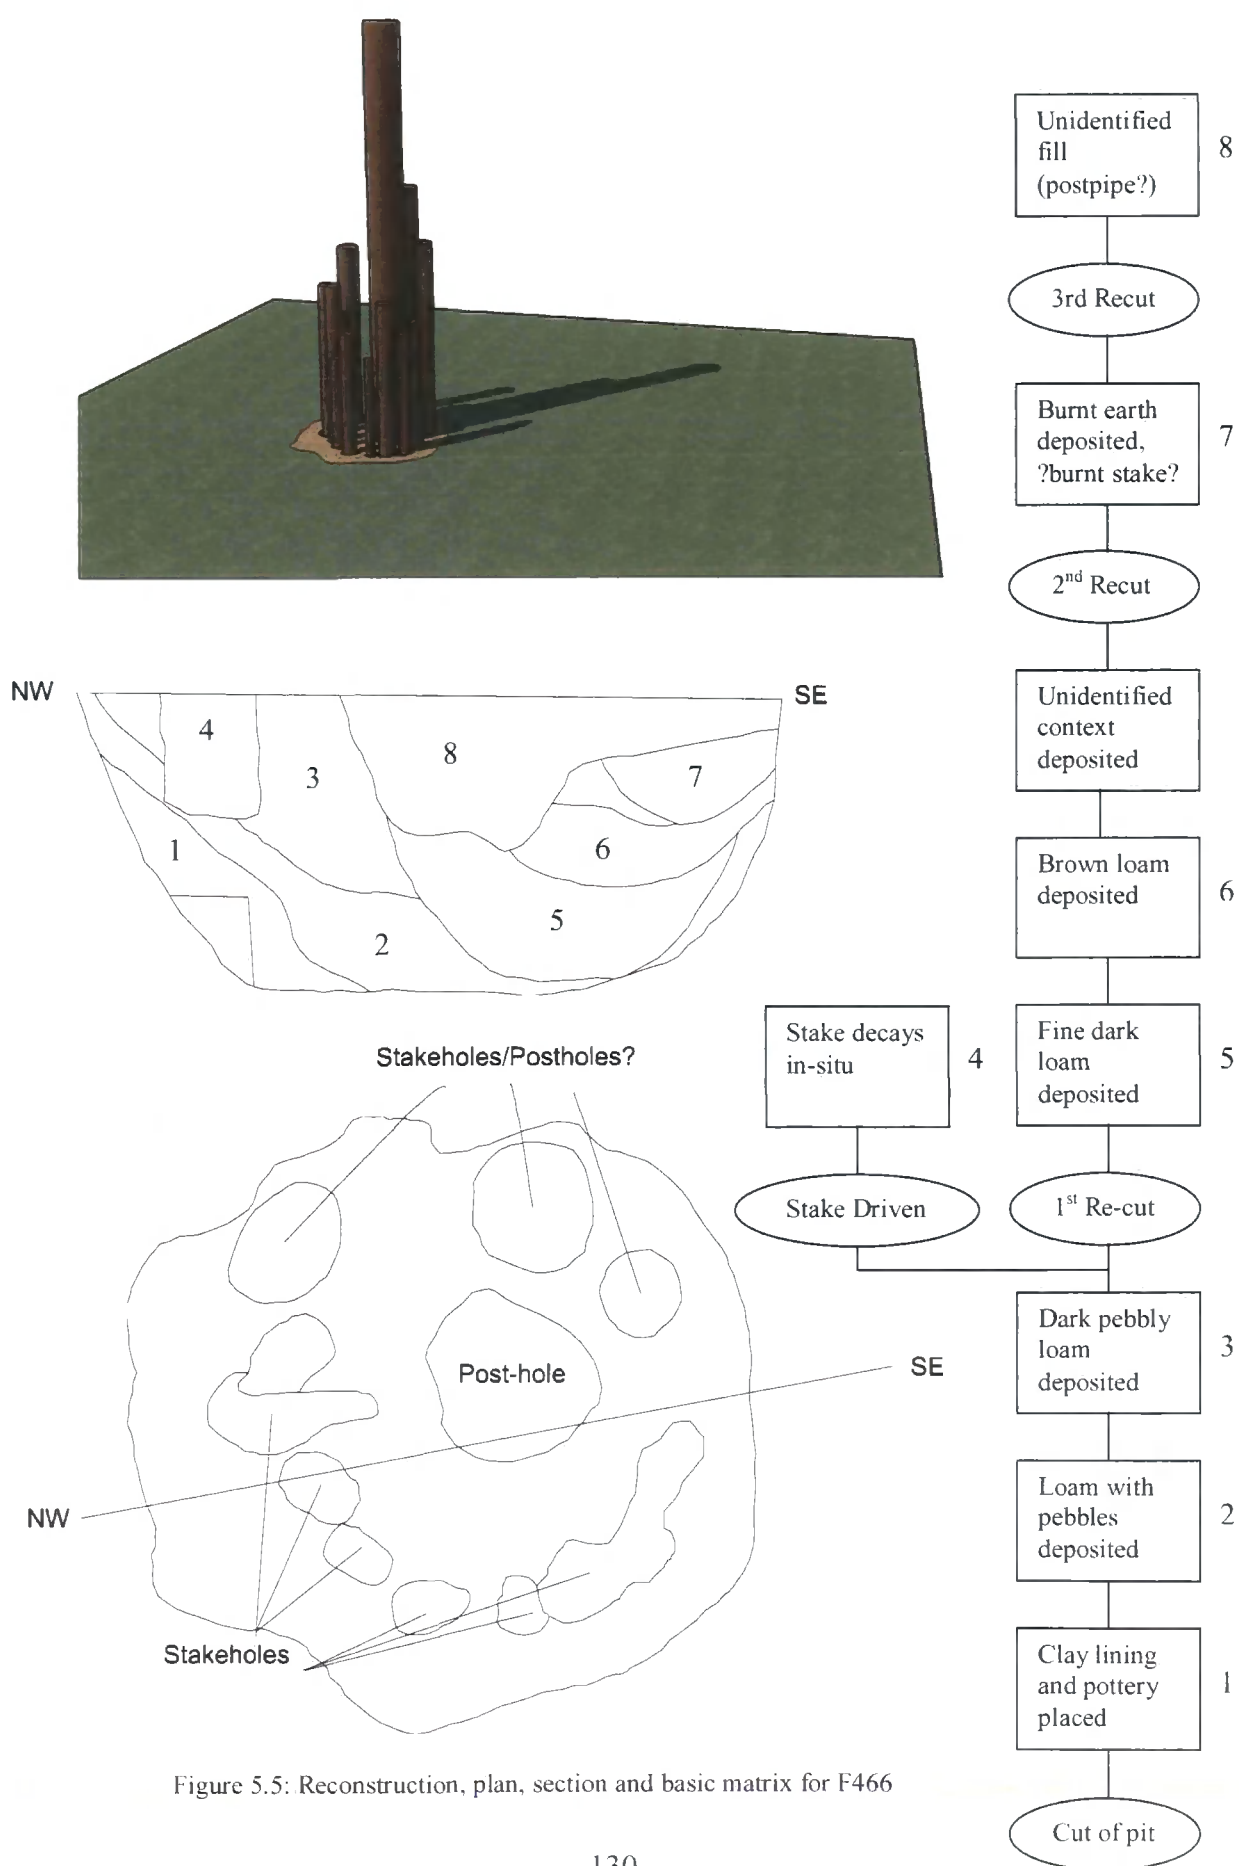 Unidentified
fill
(postpipe?)
8
3rd Recut
Burnt earth
deposited,
?burnt stake?
7
2nd Recut
Unidentified
context
deposited
Brown loam
deposited
6
Stake decays
in-situ
4
Fine dark
loam
deposited
5
Stake Driven
1st Re-cut
Dark pebbly
loam
deposited
3
Loam with
pebbles
deposited
2
Clay lining
and pottery
placed
1
Cut of pit
NW
SE
4
3
8
7
1
6
5
2
Stakeholes/Postholes?
Post-hole
SE
NW
Stakeholes
Figure 5.5: Reconstruction, plan, section and basic matrix for F466
130